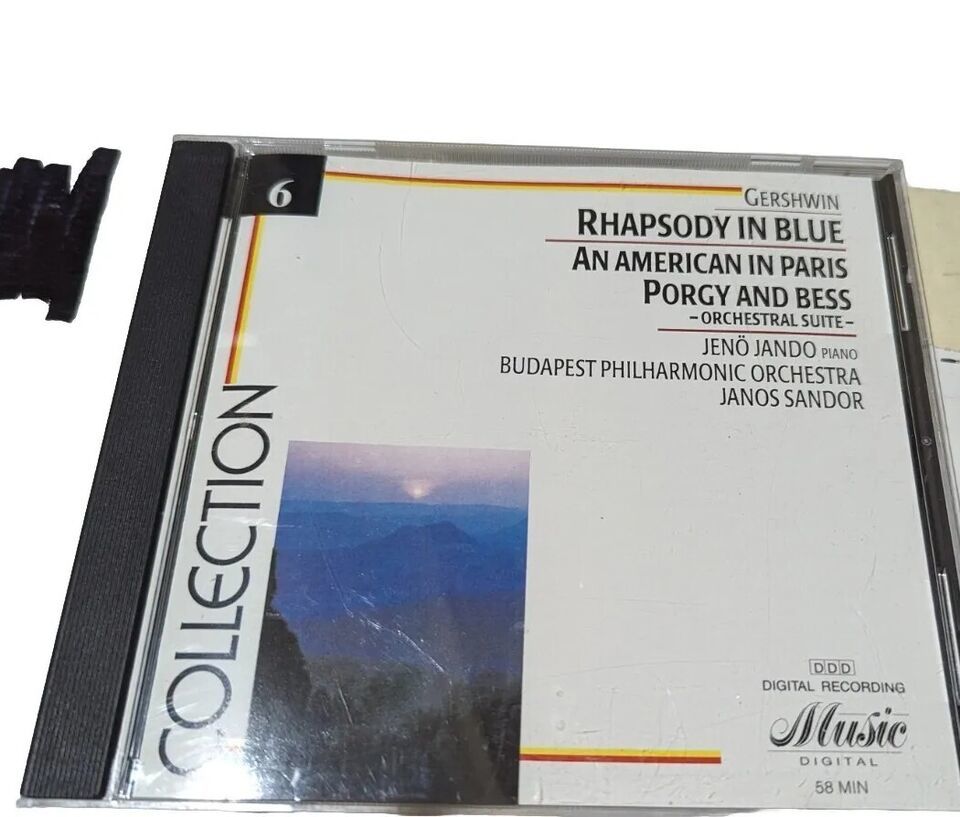 6
GERSHWIN
RHAPSODY IN BLUE
AN AMERICAN IN PARIS
PORGY AND BESS
– ORCHESTRAL SUITE –
JENÖ JANDO PIANO
BUDAPEST PHILHARMONIC ORCHESTRA
JANOS SANDOR
COLLECTION
DDD
DIGITAL RECORDING
Music
DIGITAL
58 MIN